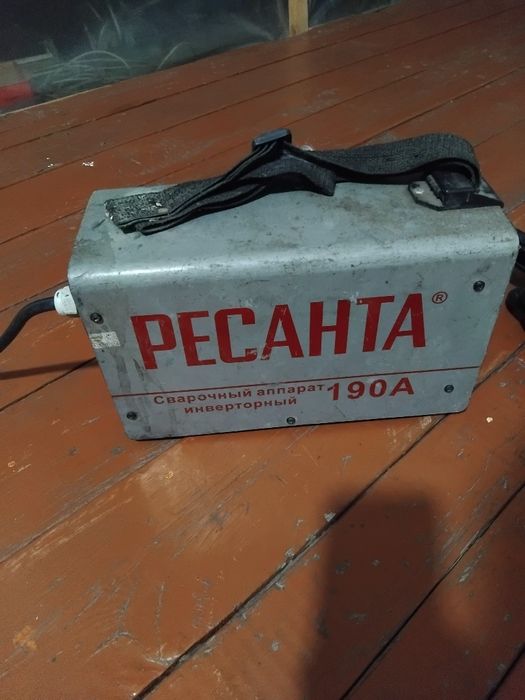 РЕСАНТА®
Сварочный аппарат 190А
инверторный